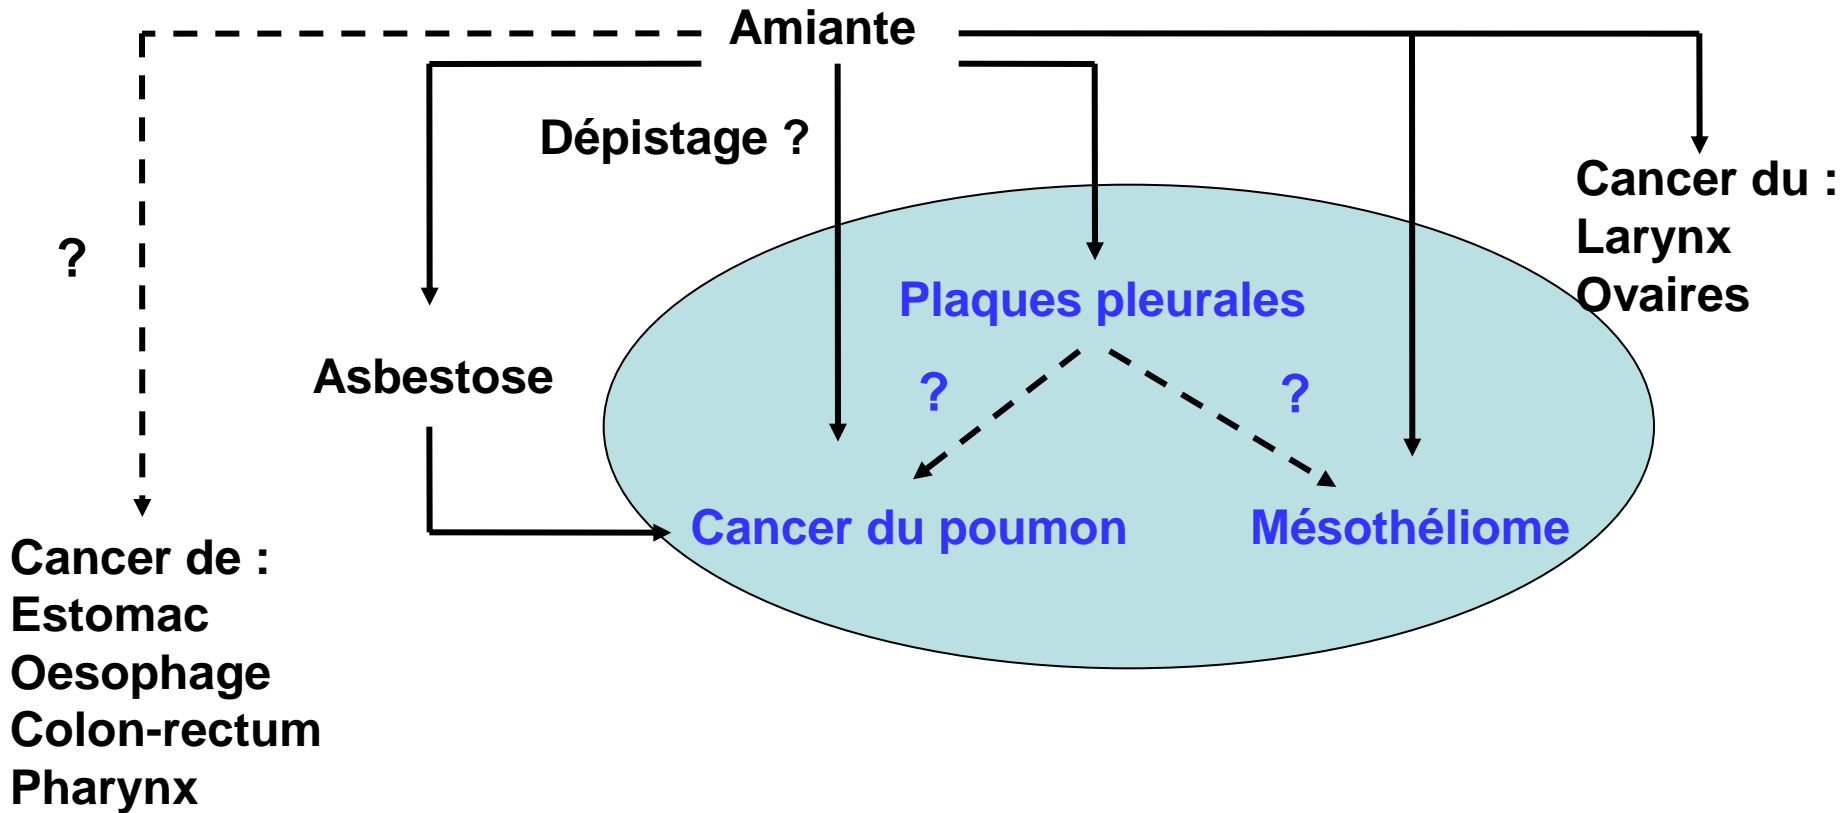 Amiante
Dépistage ?
Cancer du :
Larynx
Ovaires
?
Plaques pleurales
Asbestose
?
?
Cancer du poumon
Mésothéliome
Cancer de :
Estomac
Oesophage
Colon-rectum
Pharynx